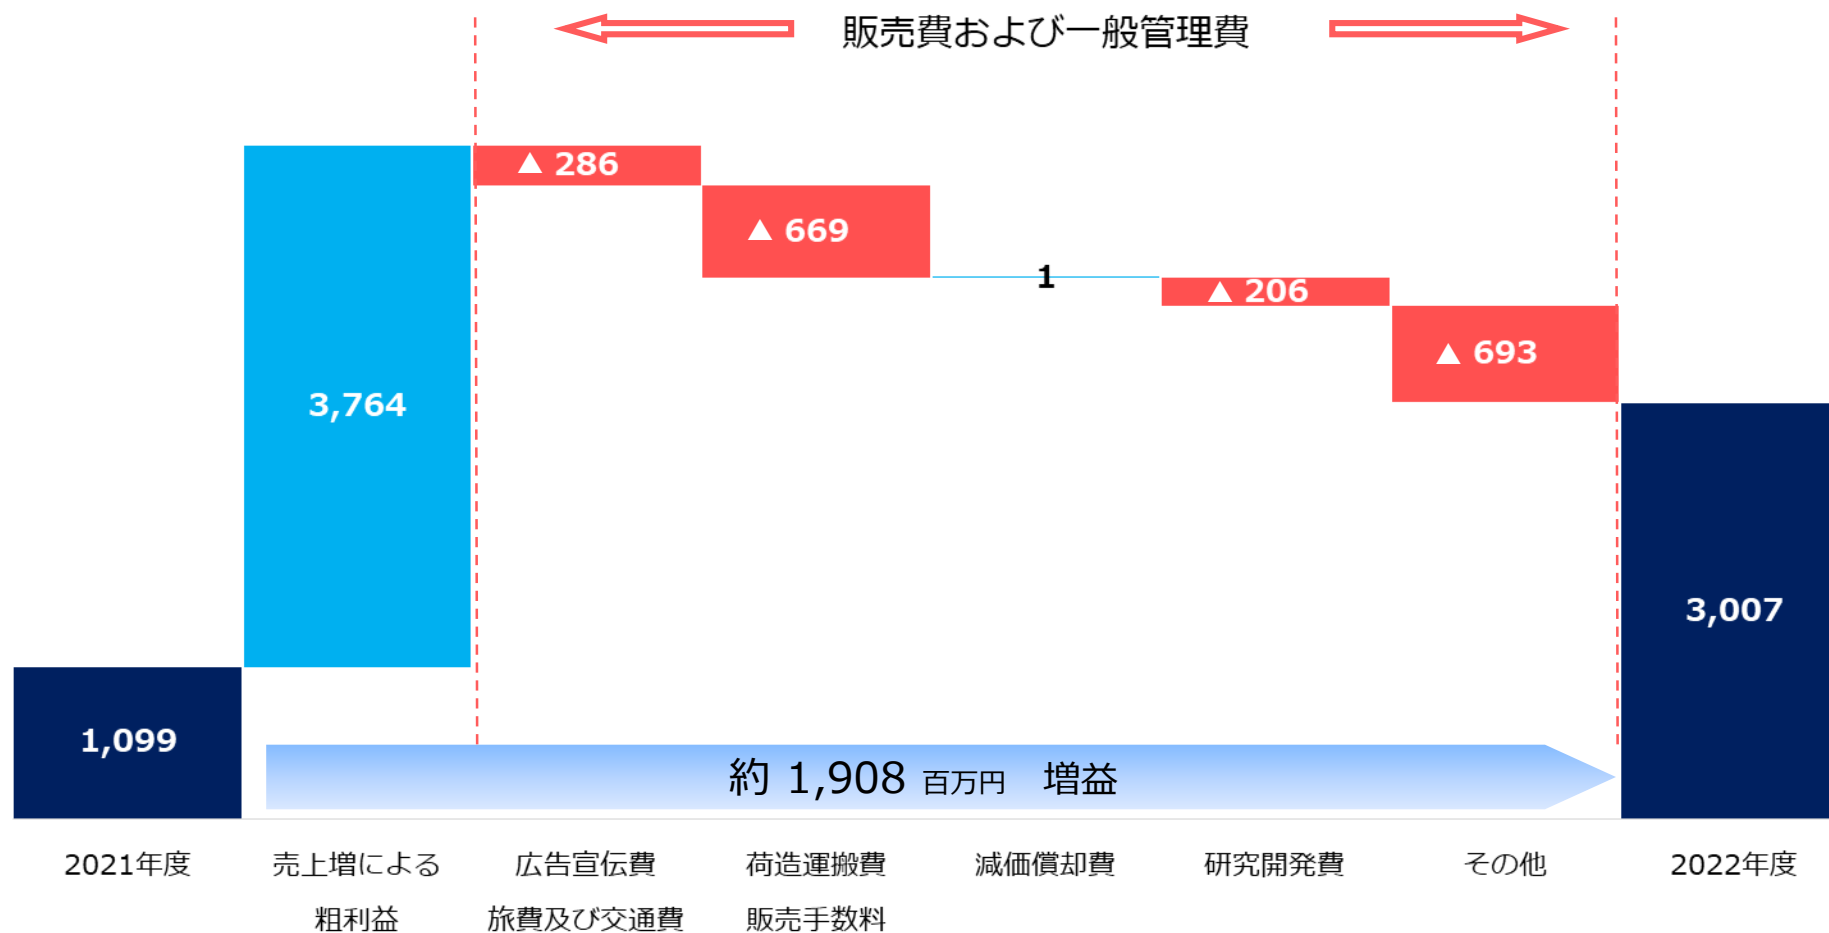 販売費および一般管理費
▲ 286
▲ 669
1
▲ 206
▲ 693
3,764
3,007
1,099
約 1,908 百万円 増益
2021年度
売上増による
粗利益
広告宣伝費
旅費及び交通費
荷造運搬費
販売手数料
減価償却費
研究開発費
その他
2022年度